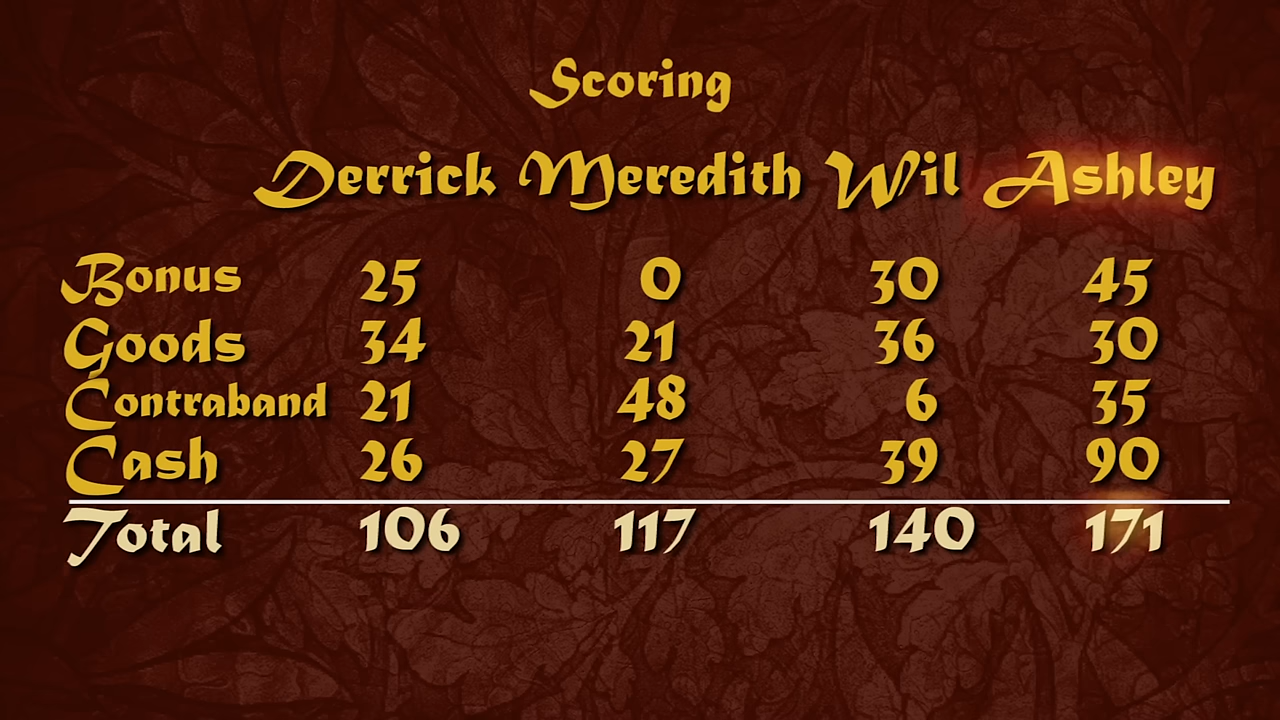 Scoring
Derrick Meredith Wil Ashley
Bonus 25 0 30 45
Goods 34 21 36 30
Contraband 21 48 6 35
Cash 26 27 39 90
Total 106 117 140 171